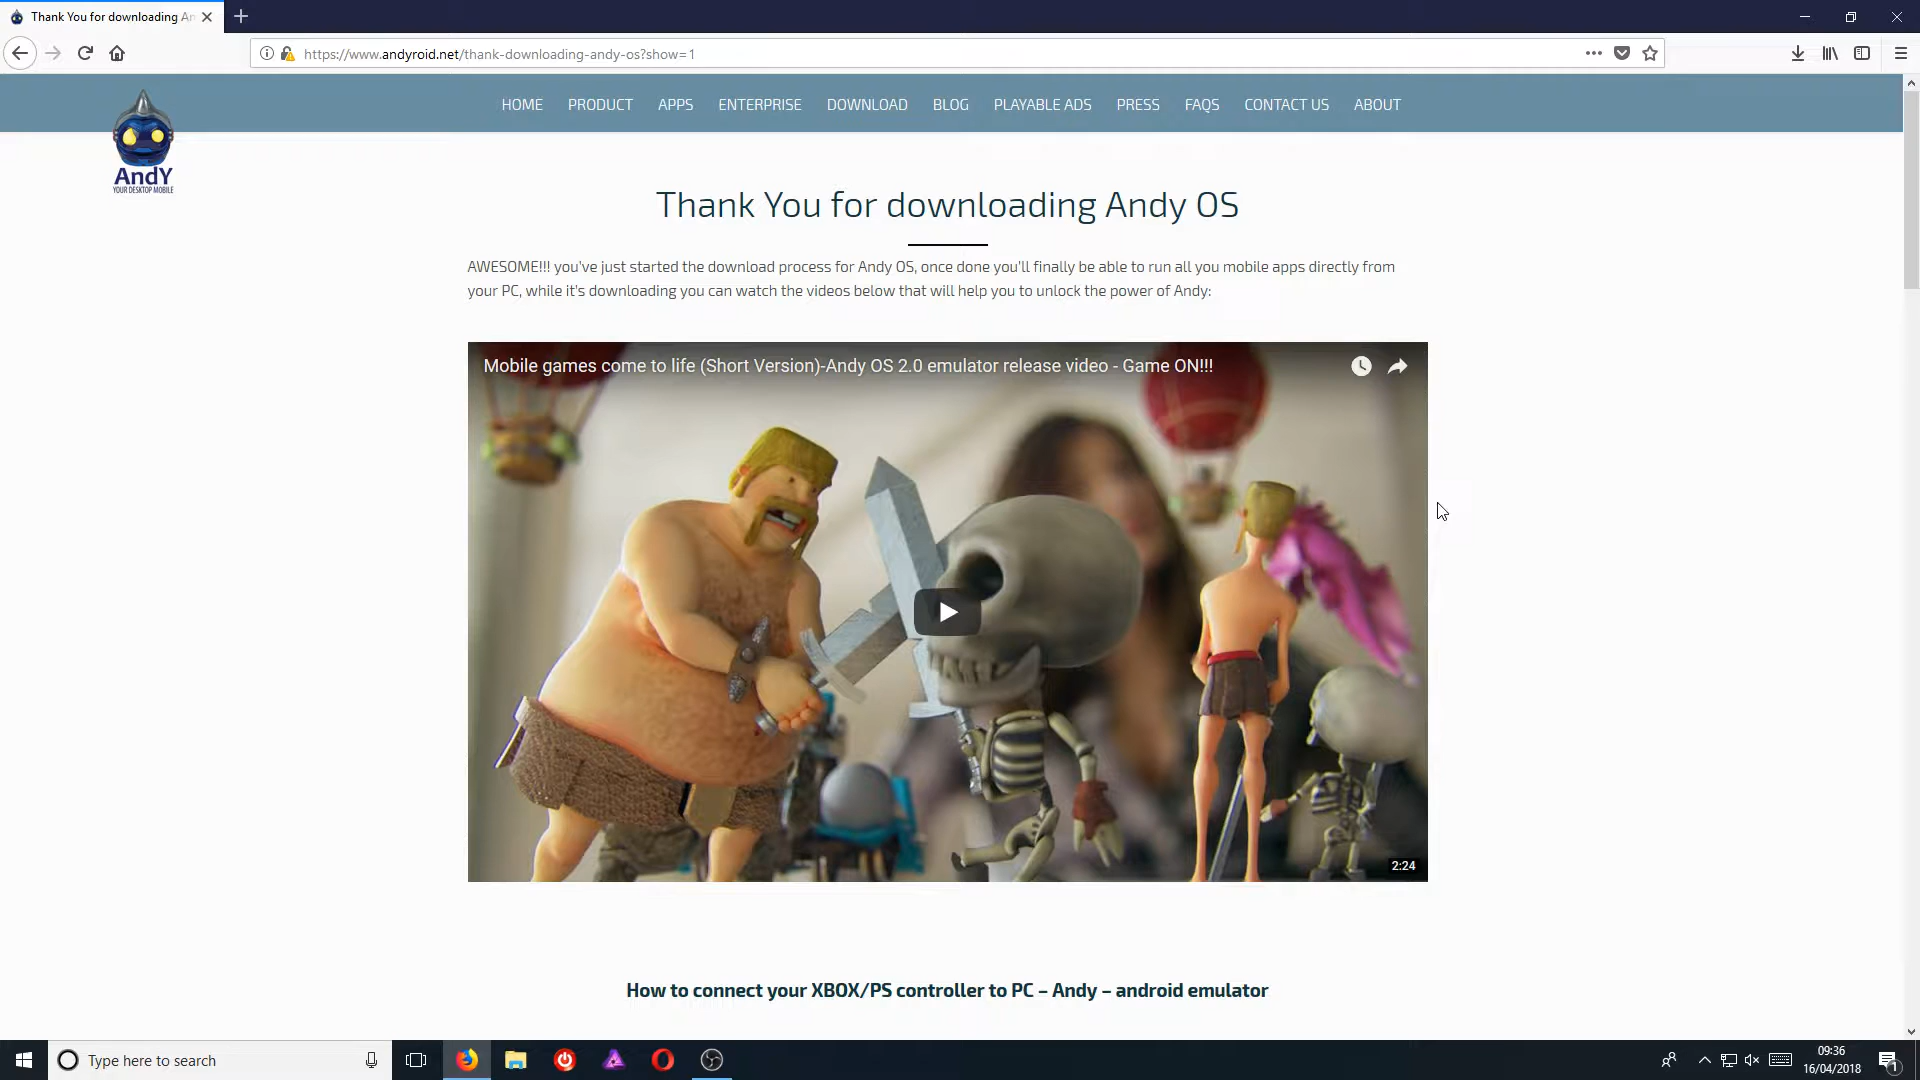 Thank You for downloading An
https://www.andyroid.net/thank-downloading-andy-os?show=1
AndY
YOUR DESKTOP MOBILE
HOME PRODUCT APPS ENTERPRISE DOWNLOAD BLOG PLAYABLE ADS PRESS FAQS CONTACT US ABOUT
Thank You for downloading Andy OS
AWESOME!!! you've just started the download process for Andy OS, once done you'll finally be able to run all you mobile apps directly from
your PC, while it's downloading you can watch the videos below that will help you to unlock the power of Andy:
Mobile games come to life (Short Version)-Andy OS 2.0 emulator release video - Game ON!!!
2:24
How to connect your XBOX/PS controller to PC – Andy – android emulator
Type here to search
09:36
16/04/2018
1